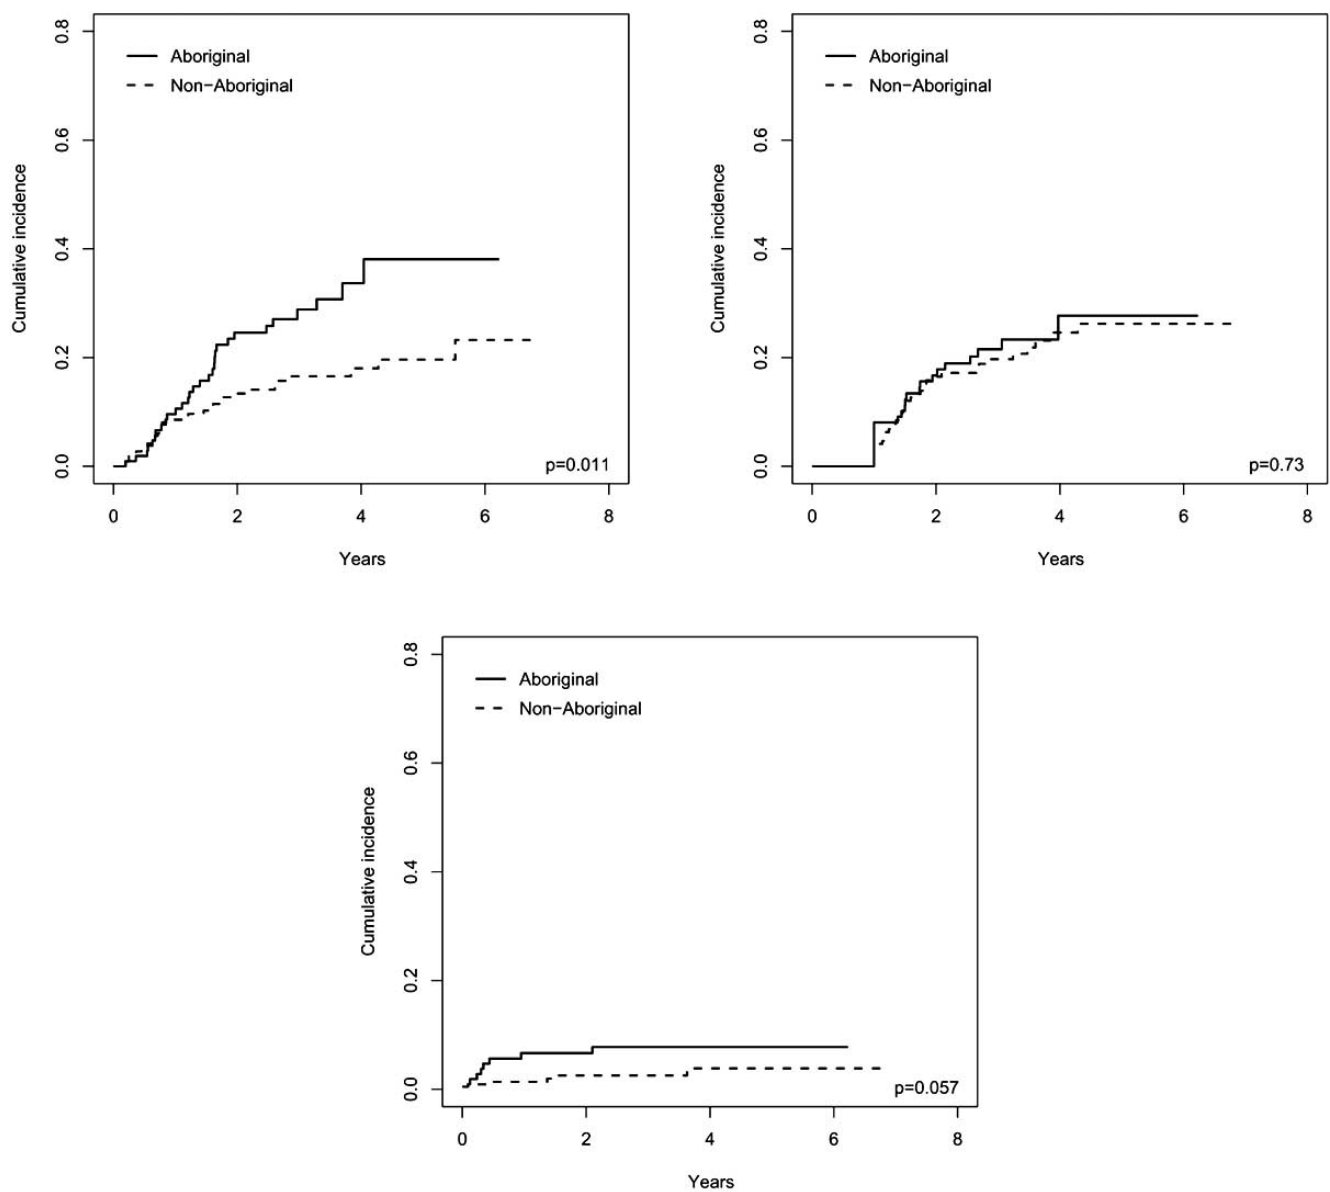 Aboriginal
Non−Aboriginal
Cumulative incidence
0.8
0.6
0.4
0.2
0.0
p=0.011
0 2 4 6 8
Years
Aboriginal
Non−Aboriginal
Cumulative incidence
0.8
0.6
0.4
0.2
0.0
p=0.73
0 2 4 6 8
Years
Aboriginal
Non−Aboriginal
Cumulative incidence
0.8
0.6
0.4
0.2
0.0
p=0.057
0 2 4 6 8
Years